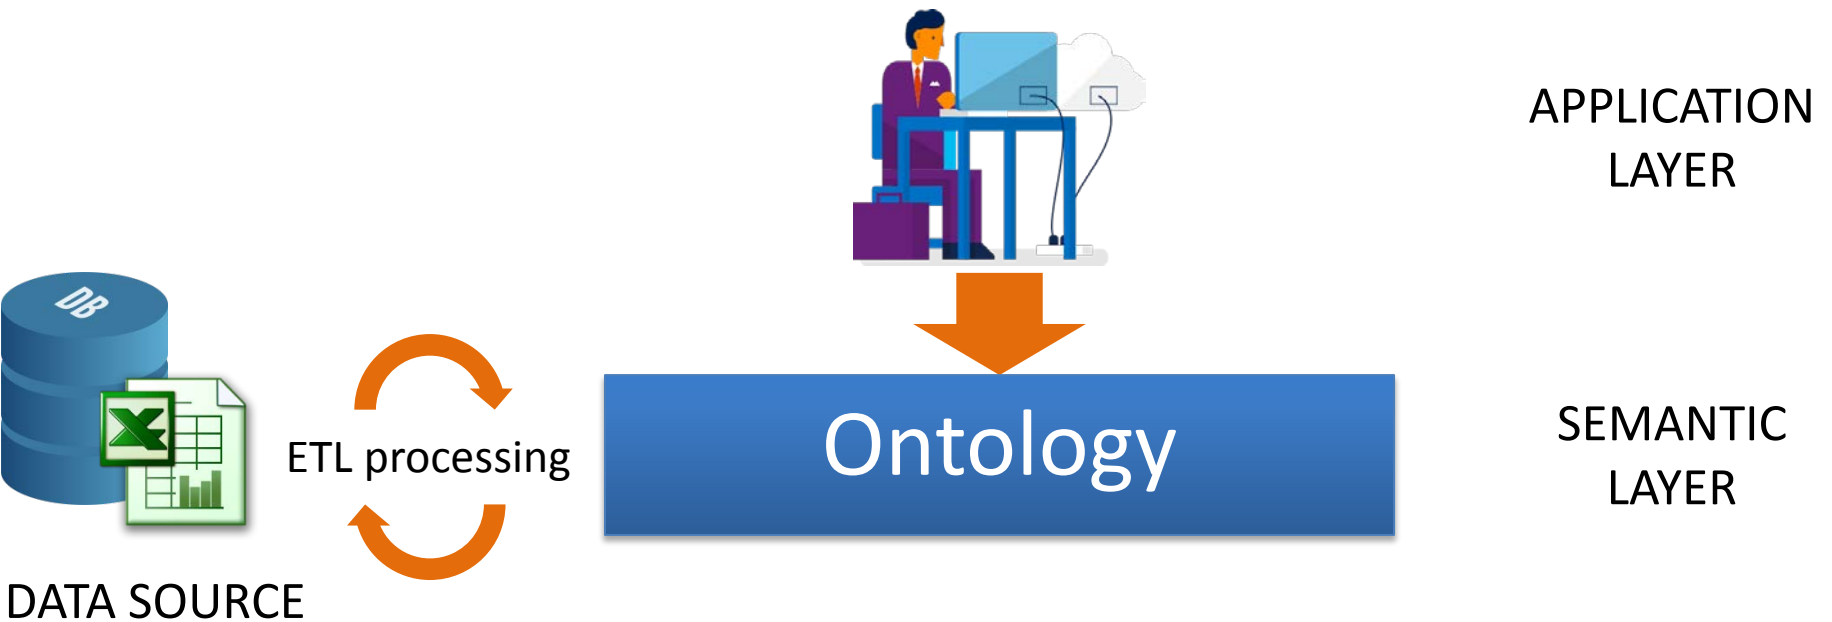 APPLICATION
LAYER
DB
ETL processing
Ontology
SEMANTIC
LAYER
DATA SOURCE